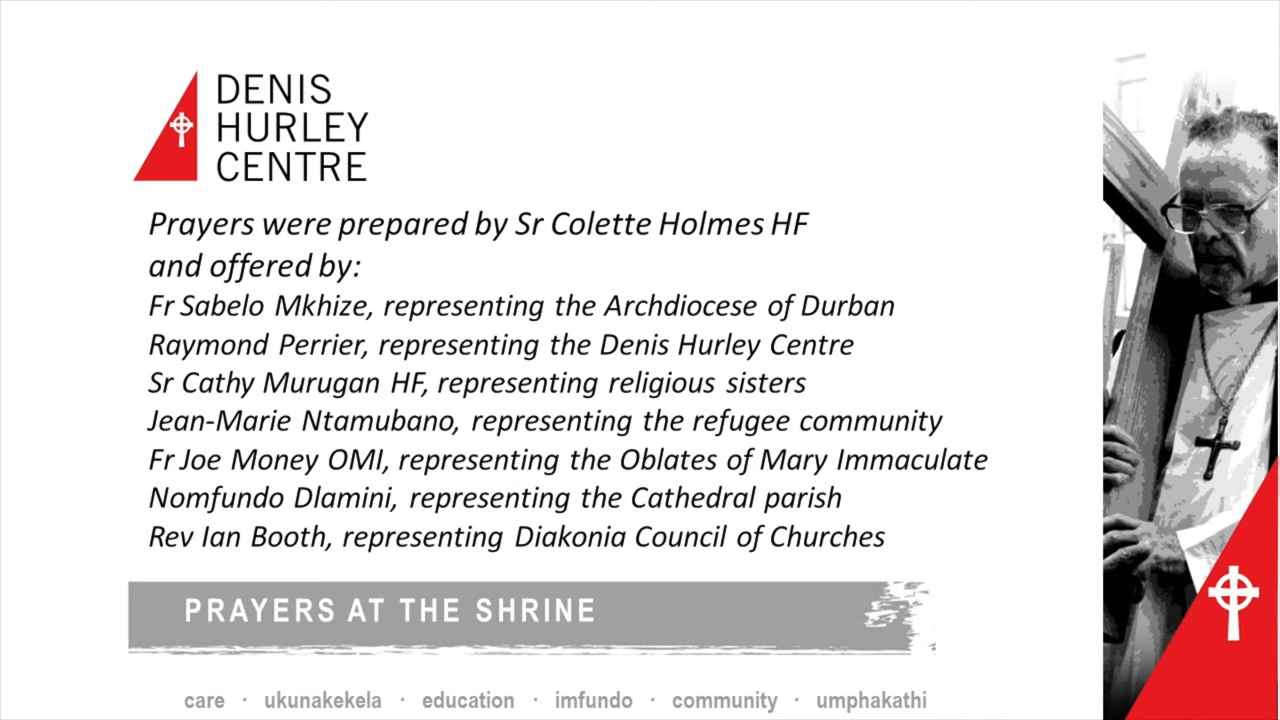 DENIS
HURLEY
CENTRE
Prayers were prepared by Sr Colette Holmes HF
and offered by:
Fr Sabelo Mkhize, representing the Archdiocese of Durban
Raymond Perrier, representing the Denis Hurley Centre
Sr Cathy Murugan HF, representing religious sisters
Jean-Marie Ntamubano, representing the refugee community
Fr Joe Money OMI, representing the Oblates of Mary Immaculate
Nomfundo Dlamini, representing the Cathedral parish
Rev Ian Booth, representing Diakonia Council of Churches
PRAYERS AT THE SHRINE
care · ukunakekela · education · imfundo · community · umphakathi